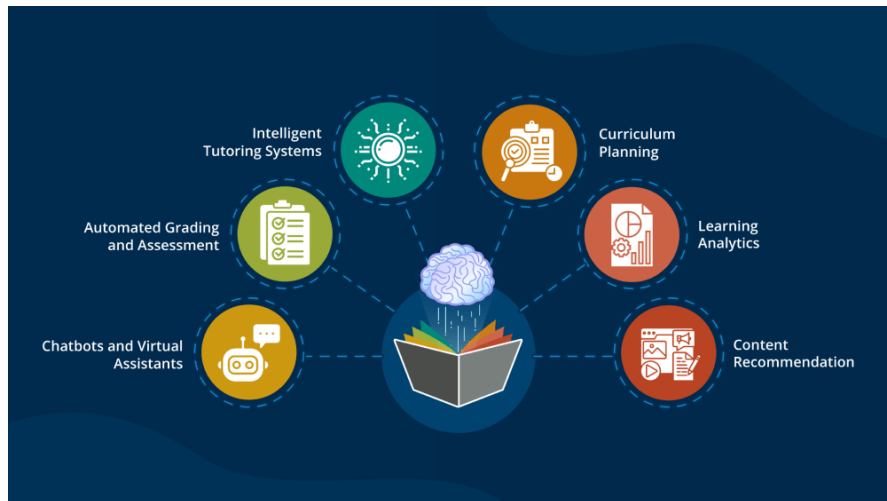 Intelligent
Tutoring Systems
Curriculum
Planning
Automated Grading
and Assessment
Learning
Analytics
Chatbots and Virtual
Assistants
Content
Recommendation